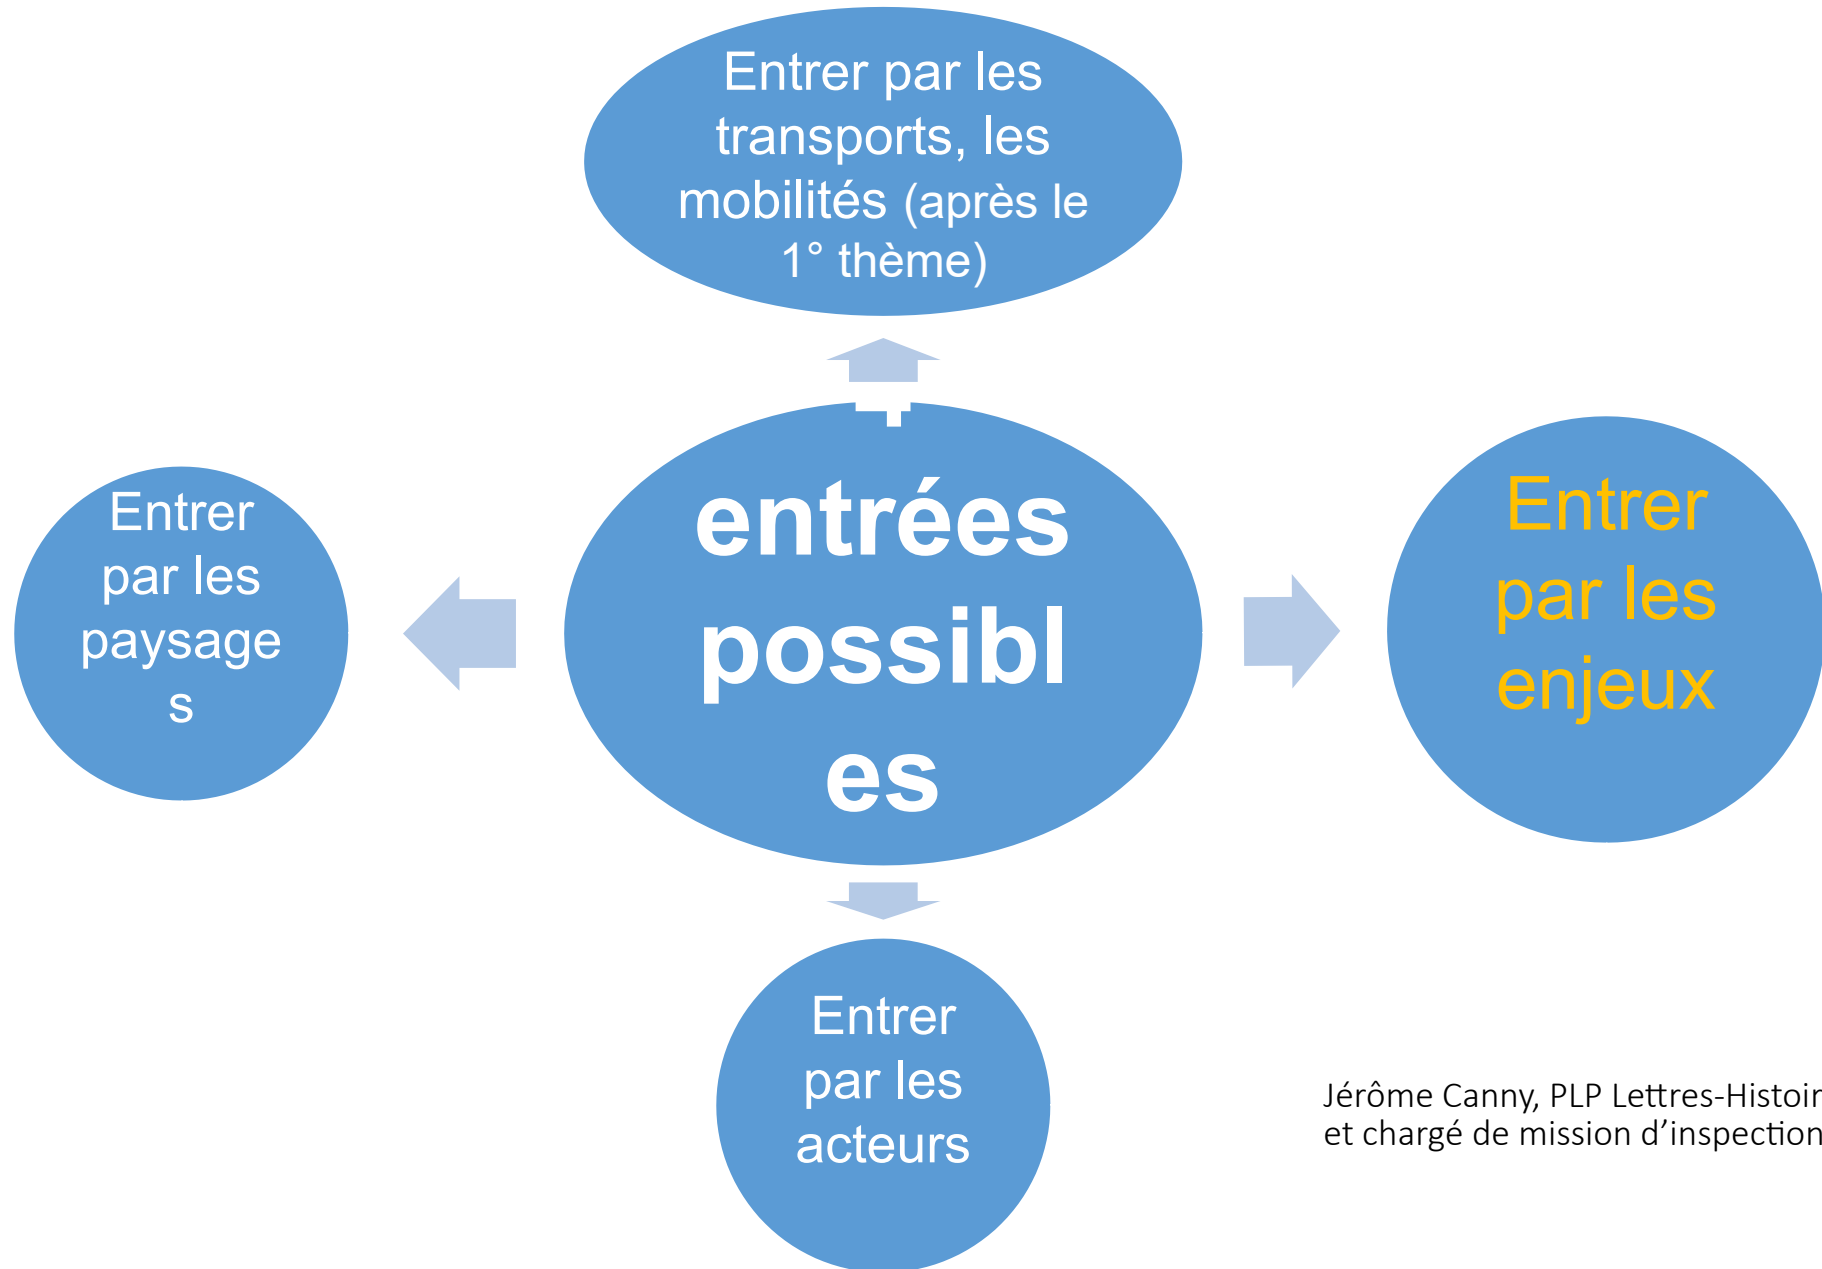 Entrer par les
transports, les
mobilités (après le
1° thème)
entrées
possibl
es
Entrer
par les
paysage
s
Entrer
par les
enjeux
Entrer
par les
acteurs
Jérôme Canny, PLP Lettres-Histoir
et chargé de mission d’inspection